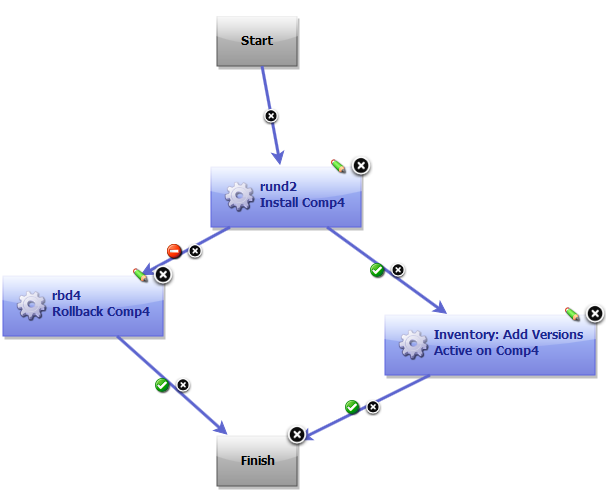 Start
rund2
Install Comp4
rbd4
Rollback Comp4
Inventory: Add Versions
Active on Comp4
Finish